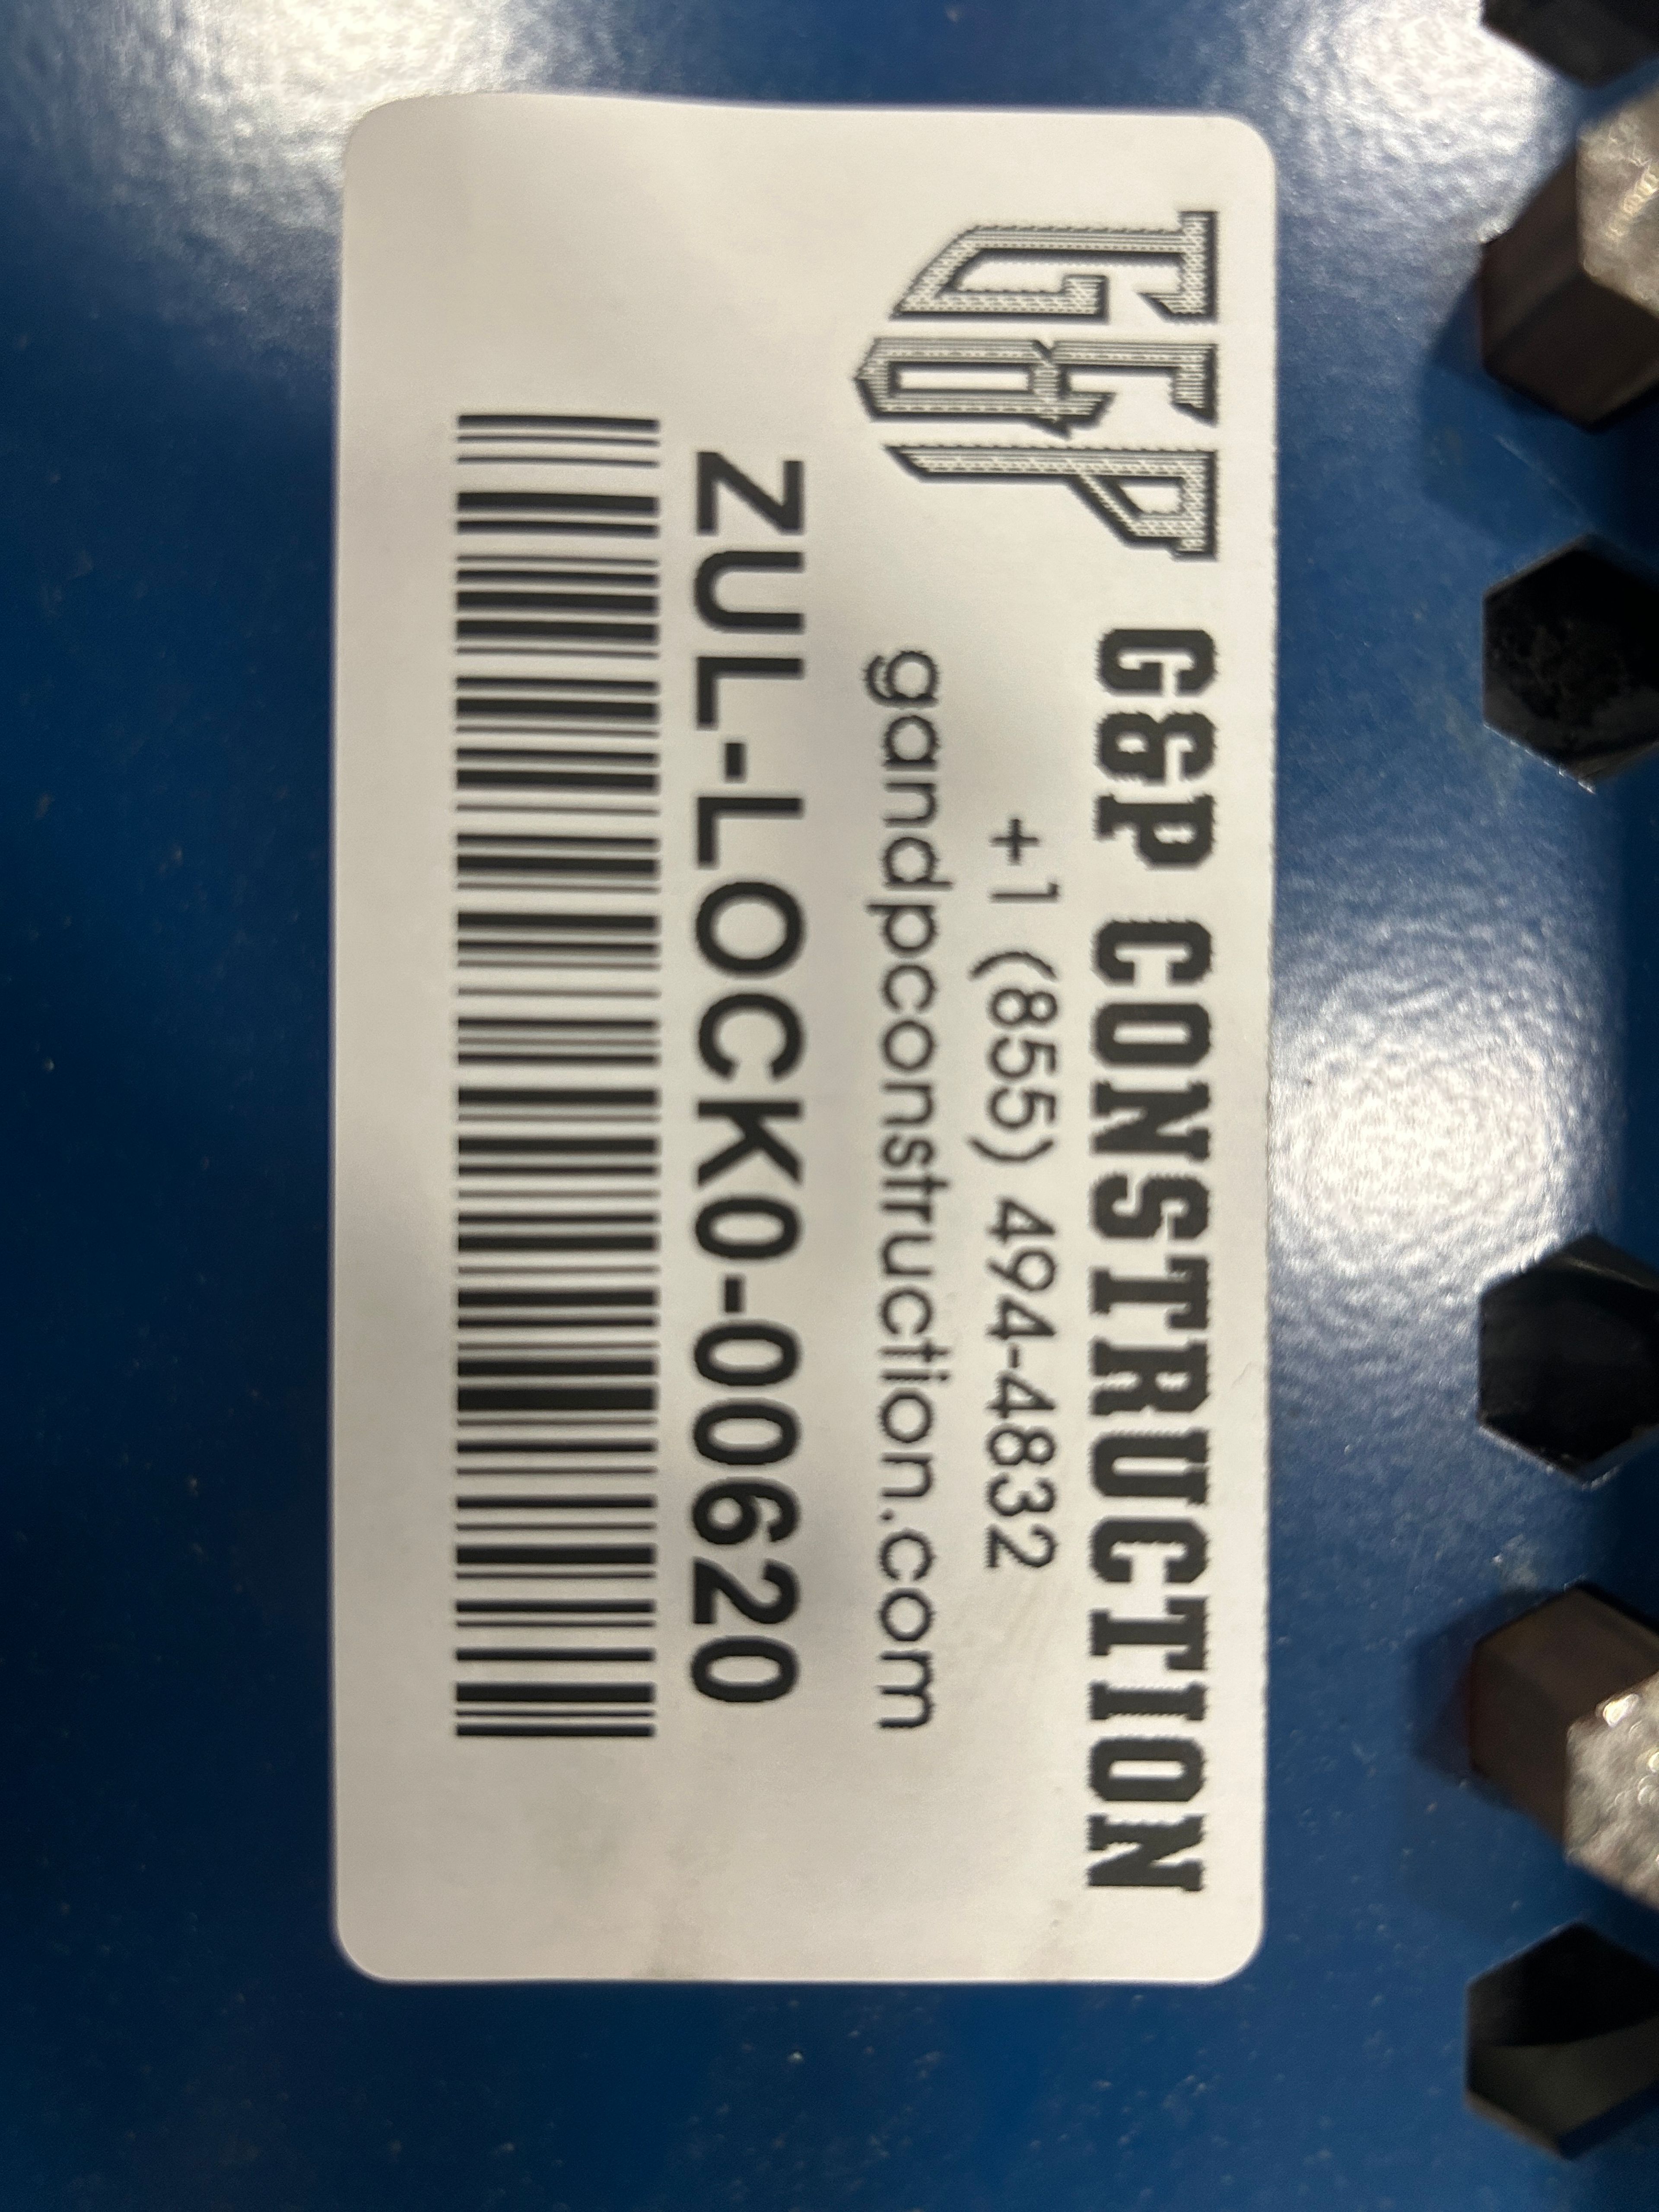 G&P
G&P CONSTRUCTION
+1 (855) 494-4832
gandpconstruction.com
ZUL-LOCK0-00620